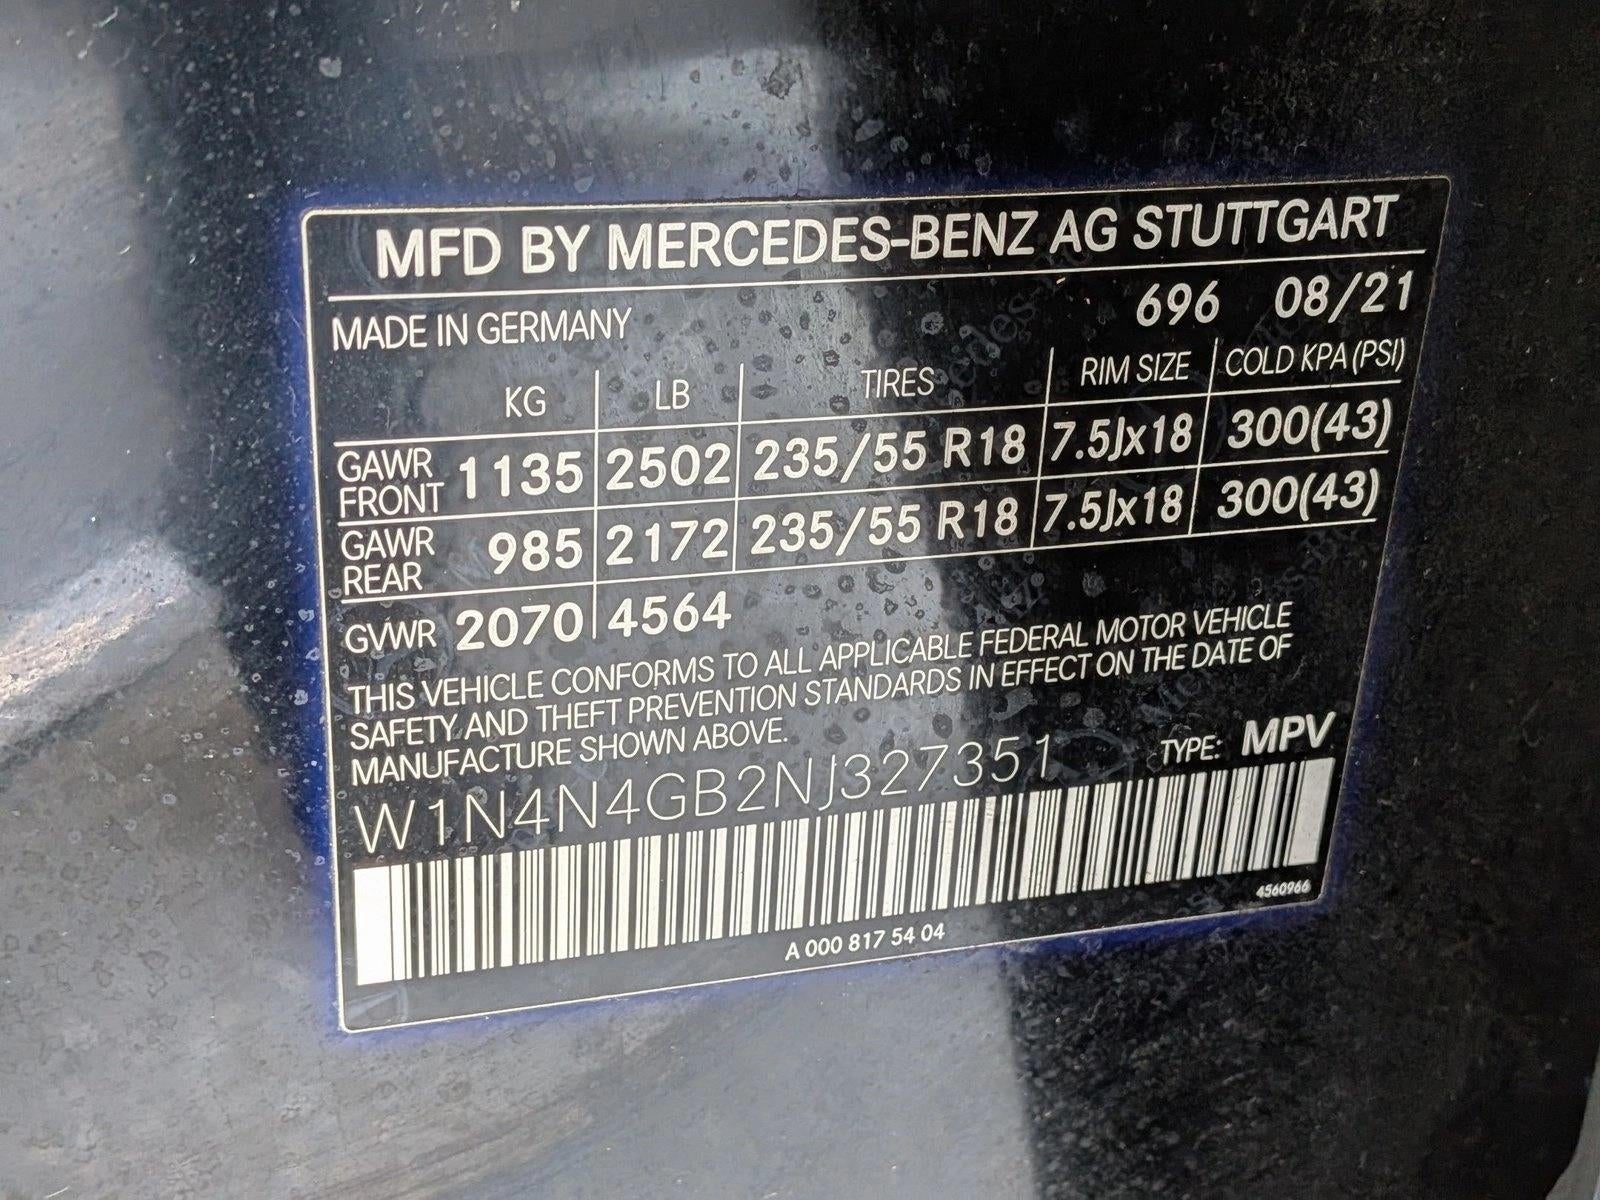 MFD BY MERCEDES-BENZ AG STUTTGART
MADE IN GERMANY 696 08/21
KG LB TIRES RIM SIZE COLD KPA (PSI)
GAWR FRONT 1135 2502 235/55 R18 7.5Jx18 300(43)
GAWR REAR 985 2172 235/55 R18 7.5Jx18 300(43)
GVWR 2070 4564
THIS VEHICLE CONFORMS TO ALL APPLICABLE FEDERAL MOTOR VEHICLE
SAFETY AND THEFT PREVENTION STANDARDS IN EFFECT ON THE DATE OF
MANUFACTURE SHOWN ABOVE.
W1N4N4GB2NJ327351 TYPE: MPV
4560966
A 000 817 54 04